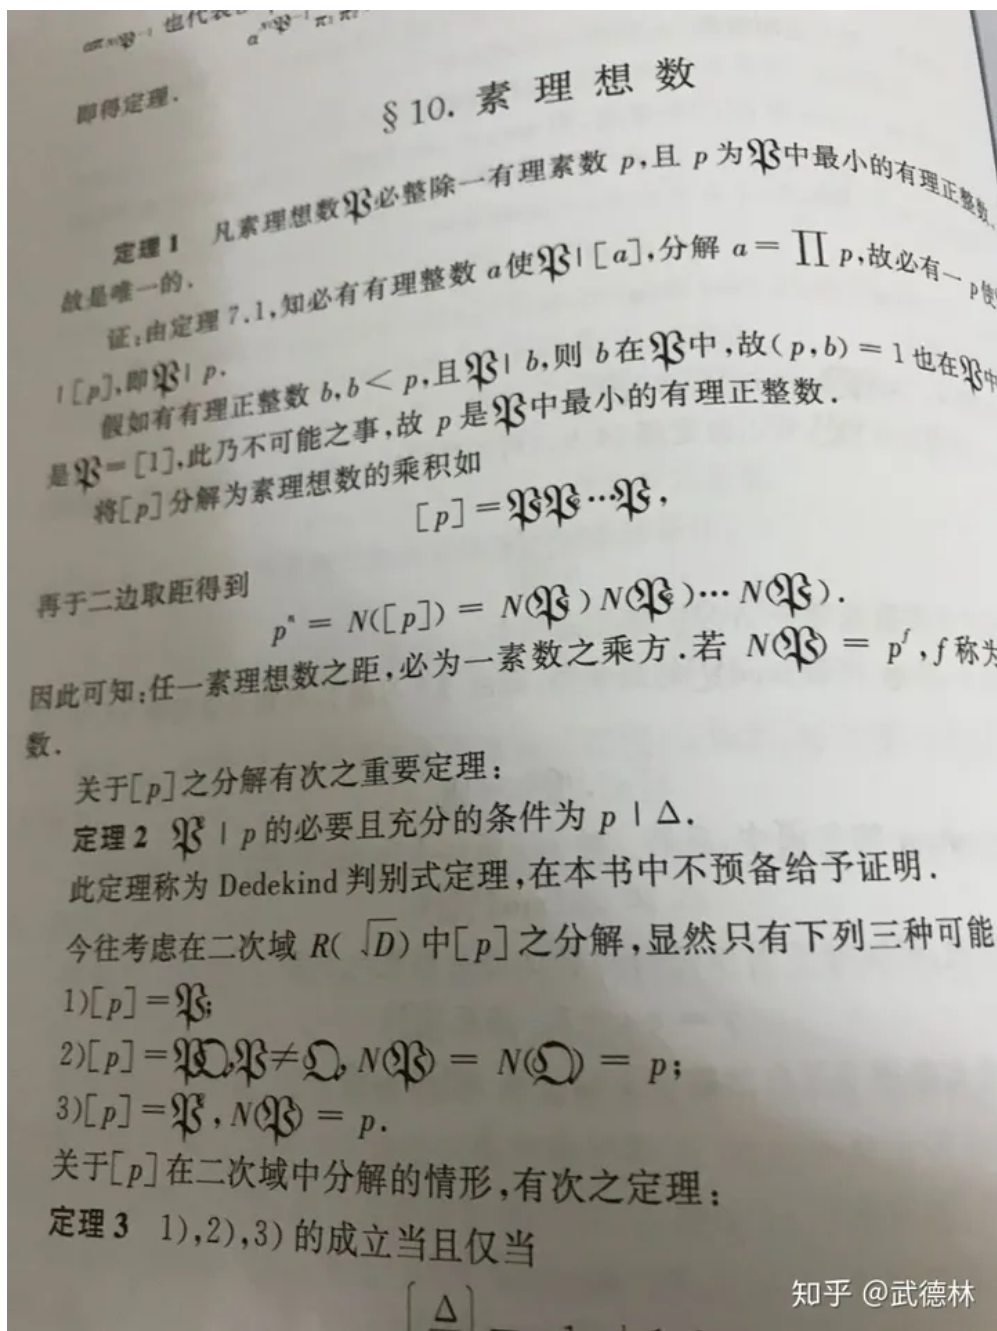 也代表
即得定理.
§10. 素理想数
定理1 凡素理想数𝔓必整除一有理素数 p,且 p 为𝔓中最小的有理正整数,
故是唯一的.
证:由定理7.1,知必有有理整数 a使𝔓|[a],分解 a = ∏ p,故必有一 p使
|[p],即𝔓|p.
假如有有理正整数 b,b < p,且𝔓|b,则 b在𝔓中,故(p,b) = 1也在𝔓中
是𝔓=[1],此乃不可能之事,故 p 是𝔓中最小的有理正整数.
将[p]分解为素理想数的乘积如
[p]=𝔓𝔓…𝔓,
再于二边取距得到
pⁿ = N([p]) = N(𝔓)N(𝔓)… N(𝔓).
因此可知:任一素理想数之距,必为一素数之乘方.若 N(𝔓) = p^f,f称为
数.
关于[p]之分解有次之重要定理:
定理2 𝔓|p的必要且充分的条件为 p | Δ.
此定理称为 Dedekind 判别式定理,在本书中不预备给予证明.
今往考虑在二次域 R(√D) 中[p]之分解,显然只有下列三种可能
1)[p]=𝔓;
2)[p]=𝔓𝔔,𝔓≠𝔔, N(𝔓) = N(𝔔) = p;
3)[p]=𝔓²,N(𝔓) = p.
关于[p]在二次域中分解的情形,有次之定理:
定理3 1),2),3)的成立当且仅当
Δ
知乎 @武德林